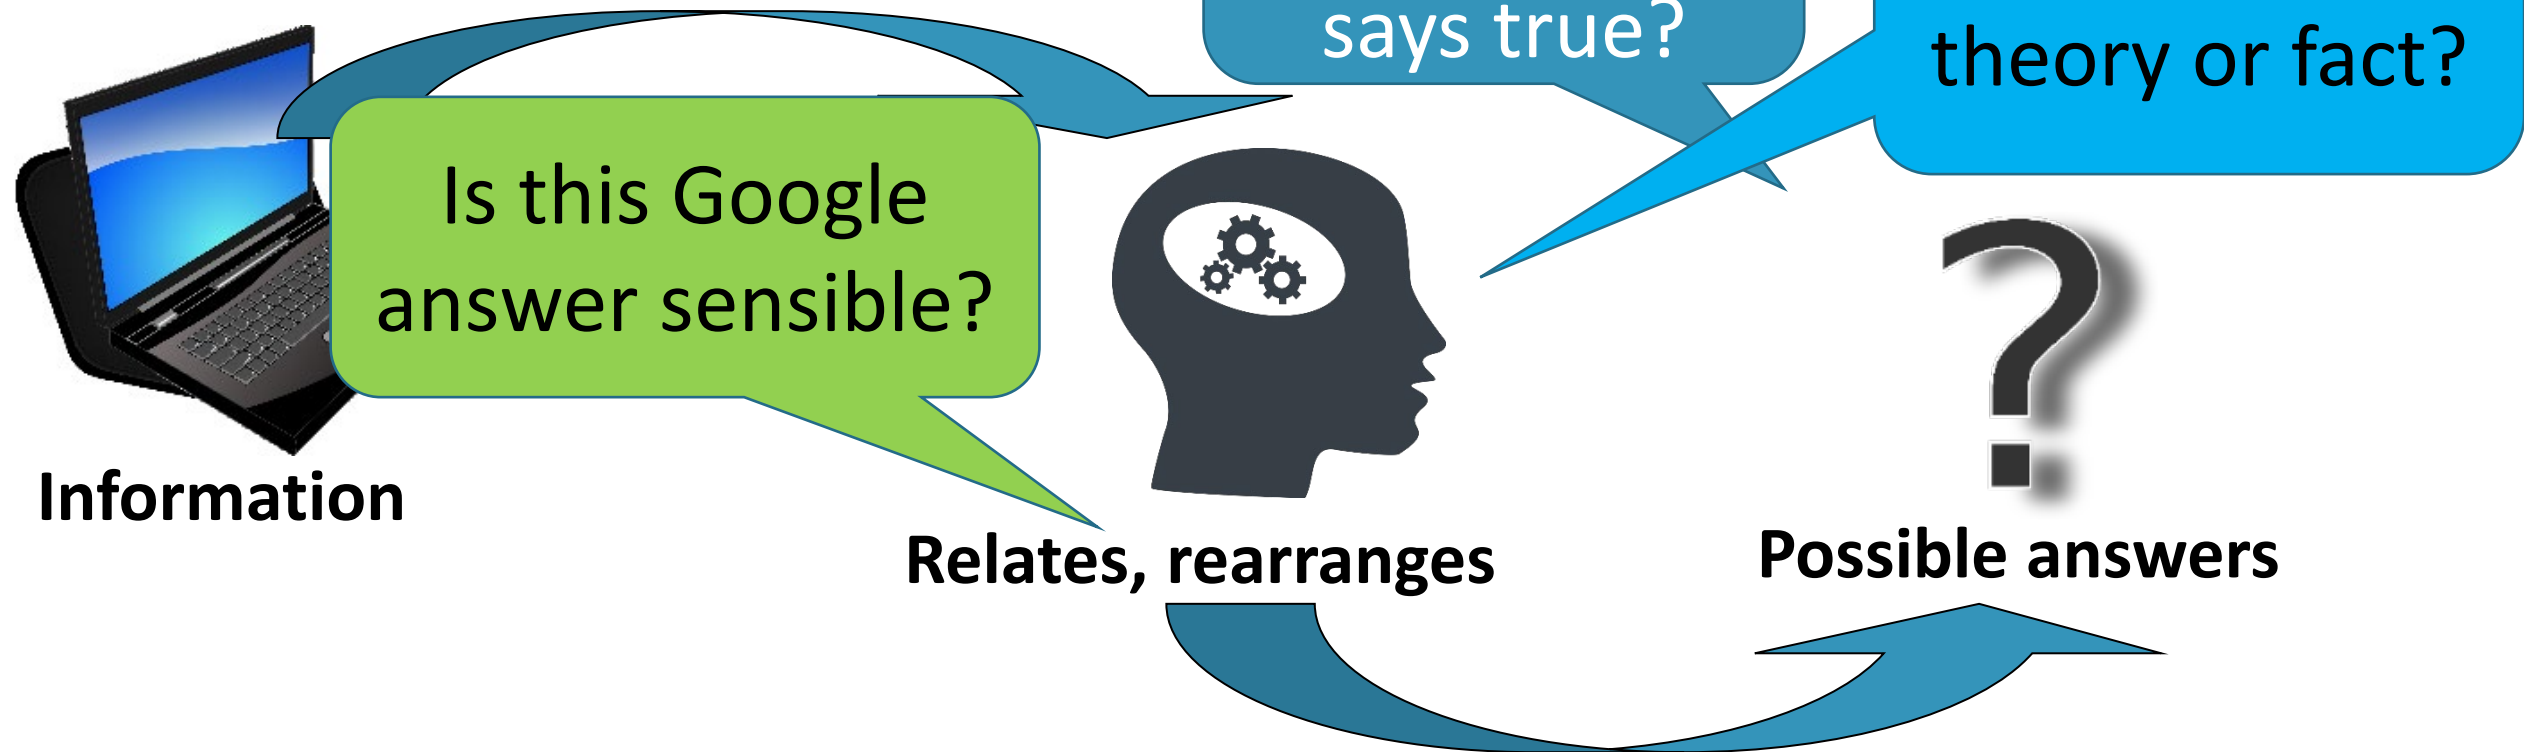 says true?
theory or fact?
Is this Google
answer sensible?
Information
Relates, rearranges
Possible answers
?